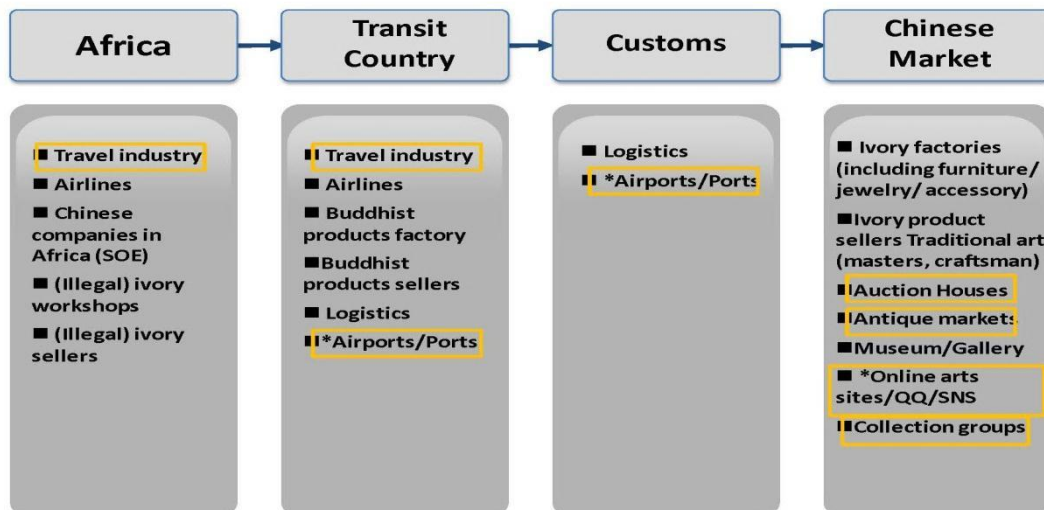 Africa
Transit
Country
Customs
Chinese
Market
■ Travel industry
■ Airlines
■ Chinese
companies in
Africa (SOE)
■ (Illegal) ivory
workshops
■ (Illegal) ivory
sellers
■ Travel industry
■ Airlines
■ Buddhist
products factory
■Buddhist
products sellers
■ Logistics
■*Airports/Ports
■ Logistics
■ *Airports/Ports
■ Ivory factories
(including furniture/
jewelry/ accessory)
■Ivory product
sellers Traditional art
(masters, craftsman)
■Auction Houses
■Antique markets
■Museum/Gallery
■ *Online arts
sites/QQ/SNS
■Collection groups